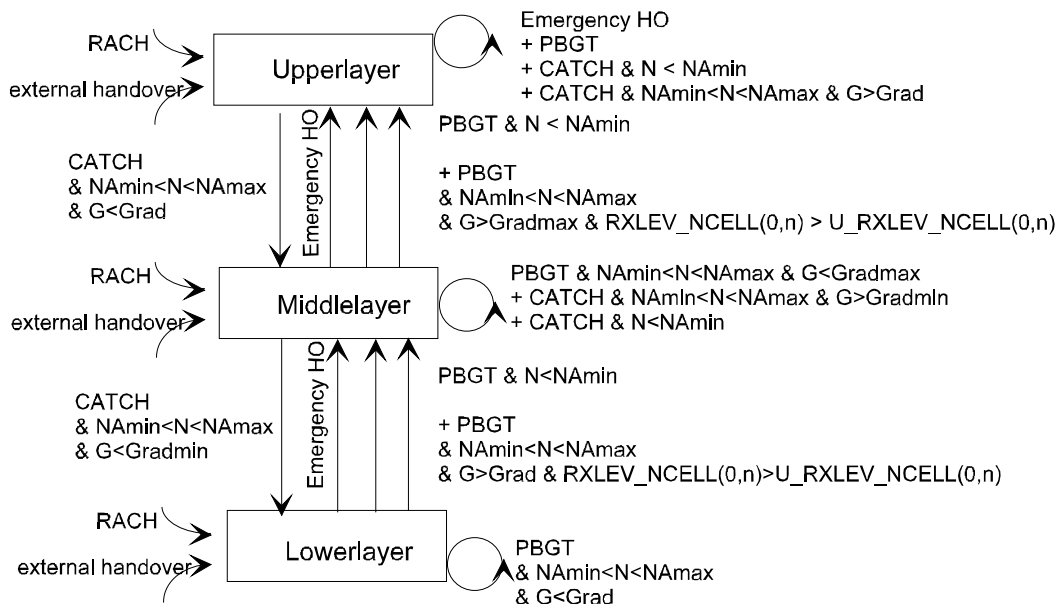 RACH
external handover
Upperlayer
Emergency HO
+ PBGT
+ CATCH & N < NAmin
+ CATCH & NAmin<N<NAmax & G>Grad
CATCH
& NAmin<N<NAmax
& G<Grad
Emergency HO
PBGT & N < NAmin
+ PBGT
& NAmIn<N<NAmax
& G>Gradmax & RXLEV_NCELL(0,n) > U_RXLEV_NCELL(0,n)
RACH
external handover
Middlelayer
PBGT & NAmin<N<NAmax & G<Gradmax
+ CATCH & NAmIn<N<NAmax & G>GradmIn
+ CATCH & N<NAmin
CATCH
& NAmin<N<NAmax
& G<Gradmin
Emergency HO
PBGT & N<NAmin
+ PBGT
& NAmin<N<NAmax
& G>Grad & RXLEV_NCELL(0,n)>U_RXLEV_NCELL(0,n)
RACH
external handover
Lowerlayer
PBGT
& NAmin<N<NAmax
& G<Grad